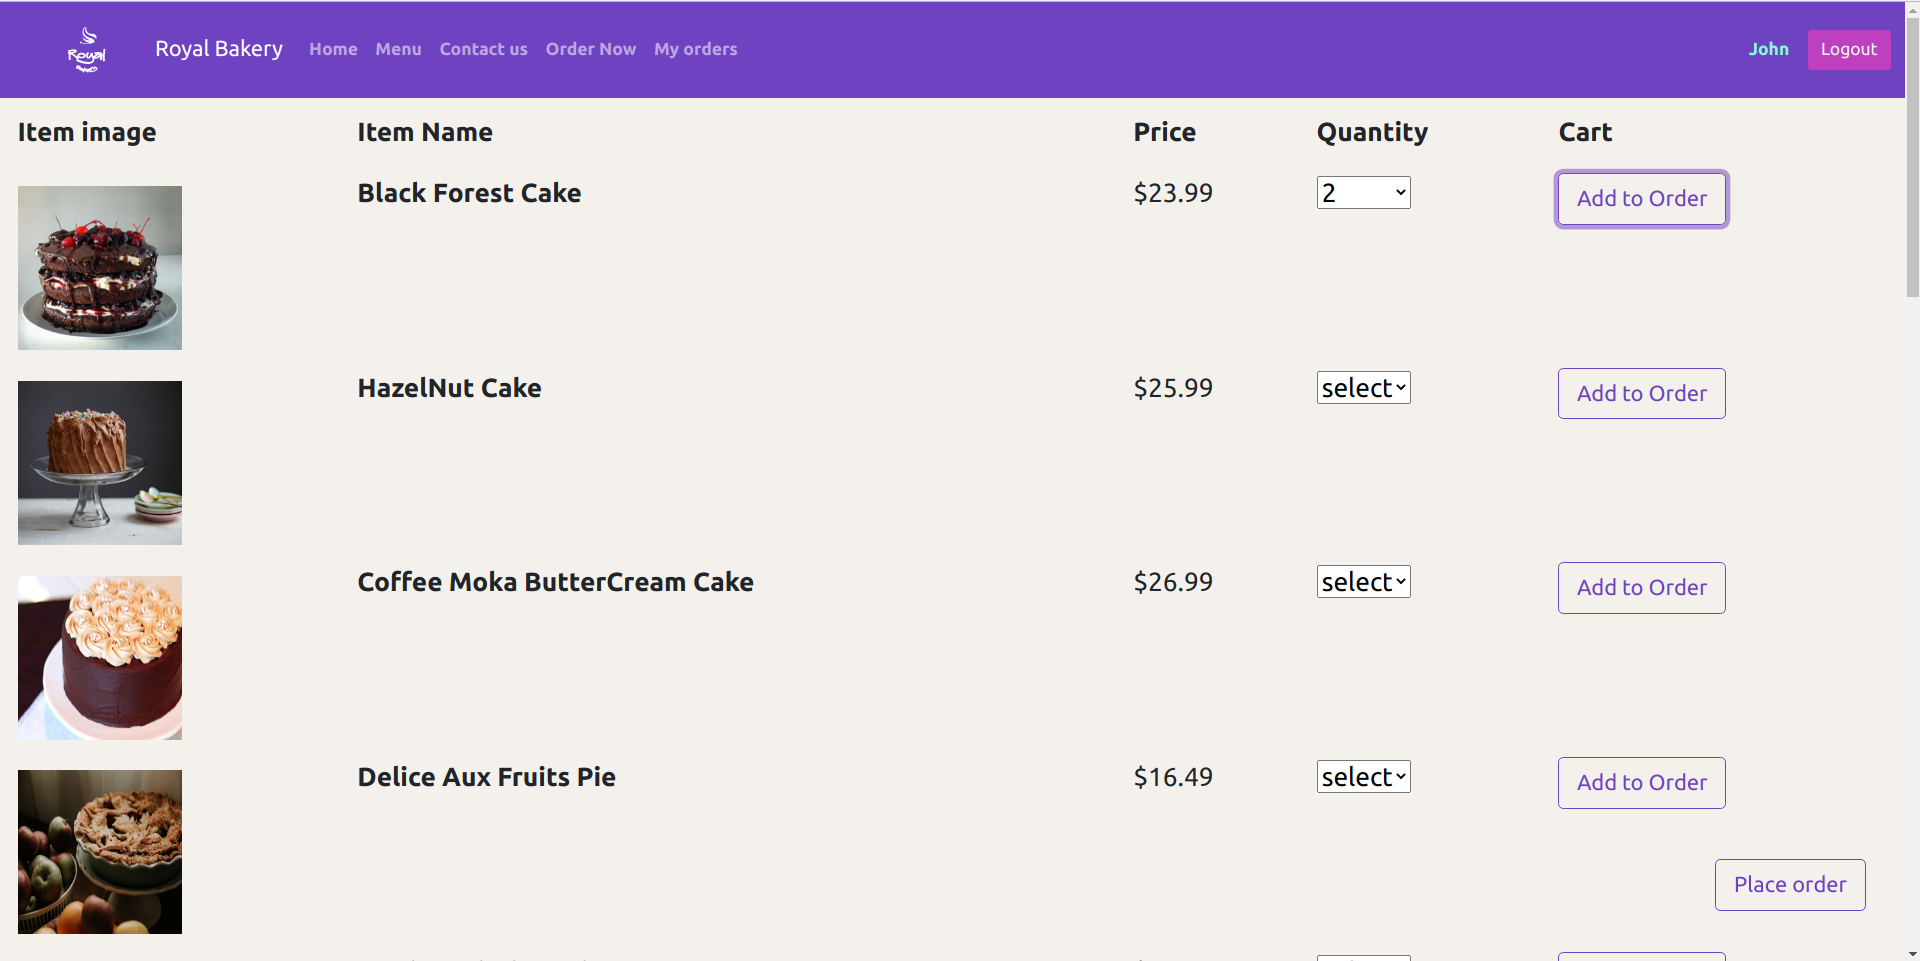 Royal
Royal Bakery Home Menu Contact us Order Now My orders John Logout
Item image Item Name Price Quantity Cart
Black Forest Cake $23.99 2 Add to Order
HazelNut Cake $25.99 select Add to Order
Coffee Moka ButterCream Cake $26.99 select Add to Order
Delice Aux Fruits Pie $16.49 select Add to Order
Place order